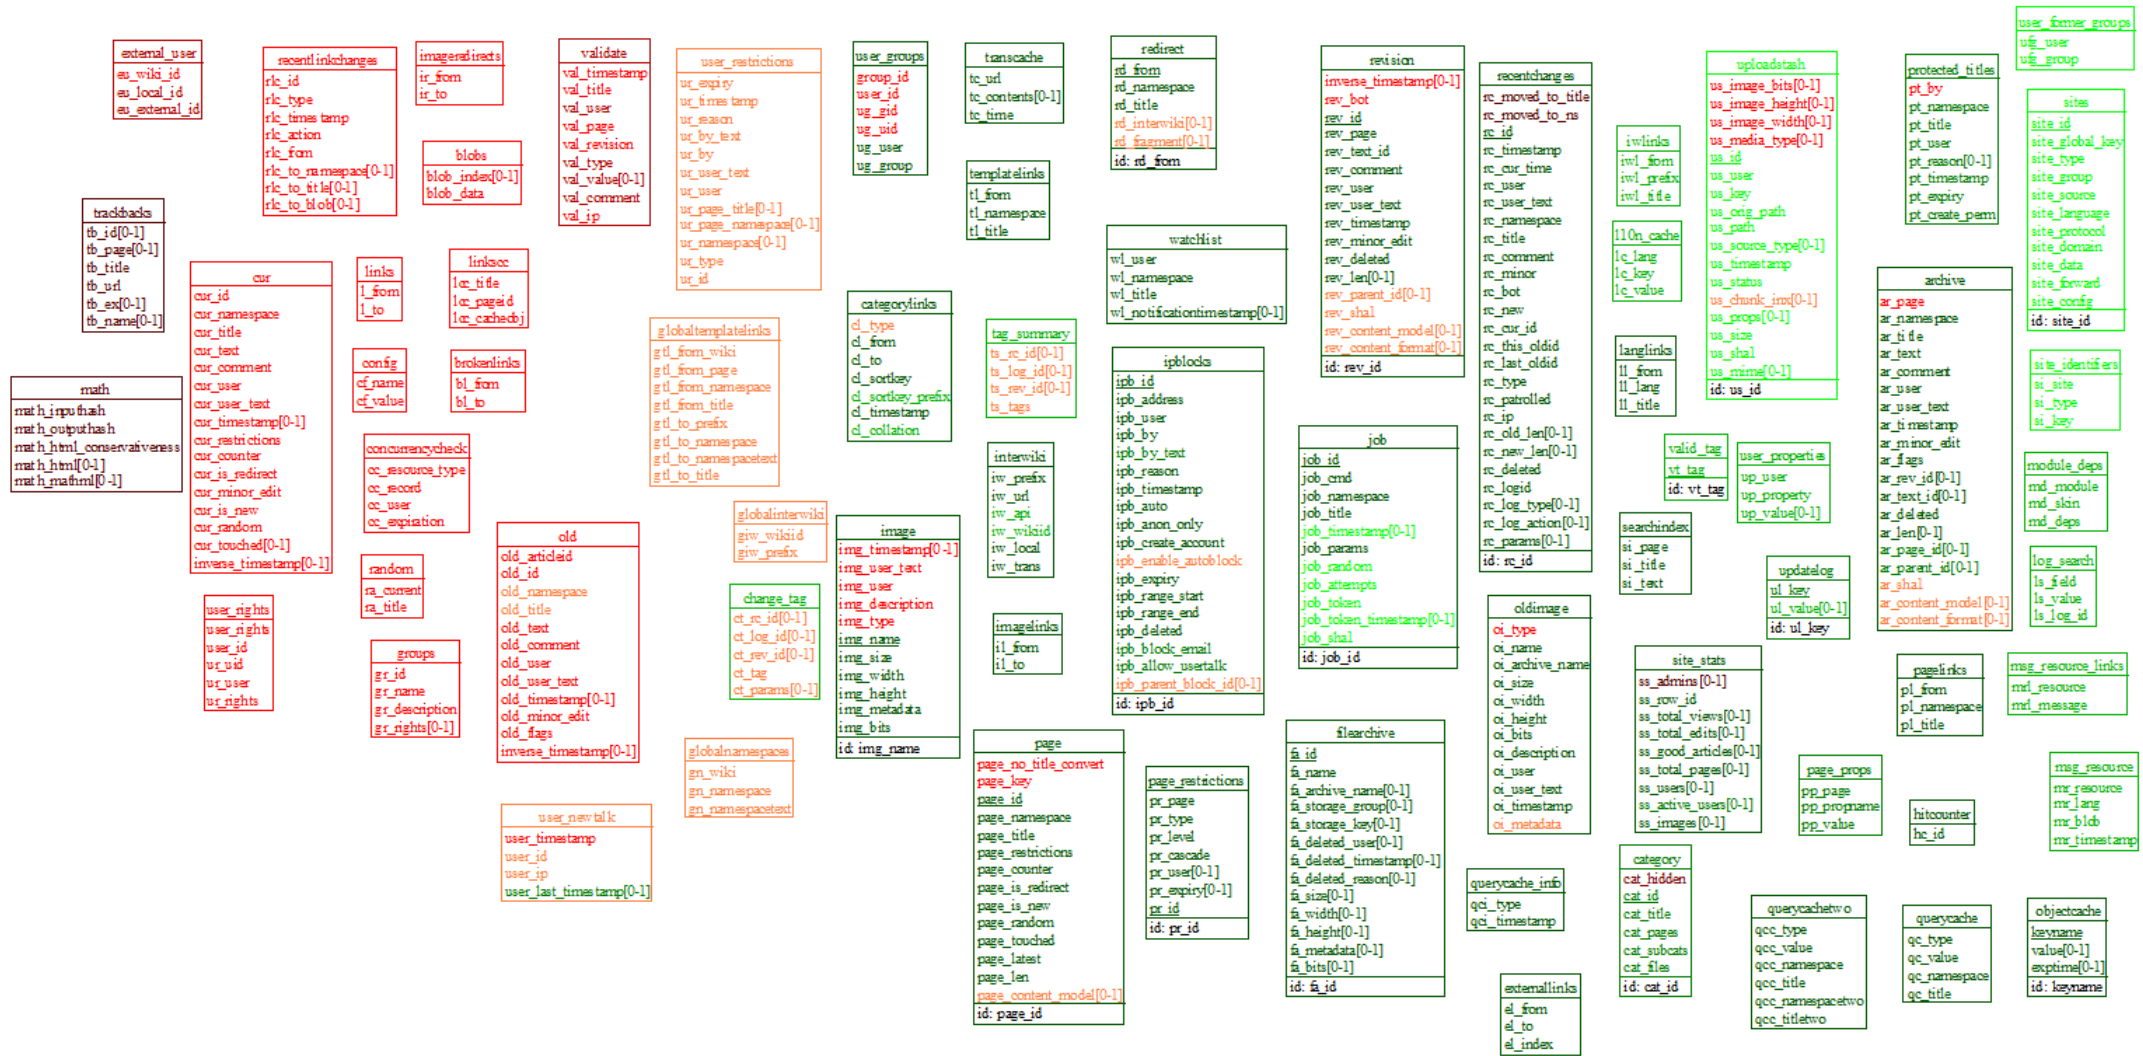 external_user
eu_wiki_id
eu_local_id
eu_external_id
recentlinkchanges
rlc_id
rlc_type
rlc_timestamp
rlc_action
rlc_from
rlc_to_namespace[0-1]
rlc_to_title[0-1]
rlc_to_blob[0-1]
imageredirects
ir_from
ir_to
blobs
blob_index[0-1]
blob_data
validate
val_timestamp
val_title
val_user
val_page
val_revision
val_type
val_value[0-1]
val_comment
val_ip
user_restrictions
ur_expiry
ur_timestamp
ur_reason
ur_by_text
ur_by
ur_user_text
ur_user
ur_page_title[0-1]
ur_page_namespace[0-1]
ur_namespace[0-1]
ur_type
ur_id
user_groups
group_id
user_id
ug_gid
ug_uid
ug_user
ug_group
transcache
tc_url
tc_contents[0-1]
tc_time
templatelinks
tl_from
tl_namespace
tl_title
redirect
rd_from
rd_namespace
rd_title
rd_interwiki[0-1]
rd_fragment[0-1]
id: rd_from
watchlist
wl_user
wl_namespace
wl_title
wl_notificationtimestamp[0-1]
revision
inverse_timestamp[0-1]
rev_bot
rev_id
rev_page
rev_text_id
rev_comment
rev_user
rev_user_text
rev_timestamp
rev_minor_edit
rev_deleted
rev_len[0-1]
rev_parent_id[0-1]
rev_sha1
rev_content_model[0-1]
rev_content_format[0-1]
id: rev_id
recentchanges
rc_moved_to_title
rc_moved_to_ns
rc_id
rc_timestamp
rc_cur_time
rc_user
rc_user_text
rc_namespace
rc_title
rc_comment
rc_minor
rc_bot
rc_new
rc_cur_id
rc_this_oldid
rc_last_oldid
rc_type
rc_patrolled
rc_ip
rc_old_len[0-1]
rc_new_len[0-1]
rc_deleted
rc_logid
rc_log_type[0-1]
rc_log_action[0-1]
rc_params[0-1]
id: rc_id
iwlinks
iwl_from
iwl_prefix
iwl_title
l10n_cache
lc_lang
lc_key
lc_value
langlinks
ll_from
ll_lang
ll_title
uploadstash
us_image_bits[0-1]
us_image_height[0-1]
us_image_width[0-1]
us_media_type[0-1]
us_id
us_user
us_key
us_orig_path
us_path
us_source_type[0-1]
us_timestamp
us_status
us_chunk_inx[0-1]
us_props[0-1]
us_size
us_sha1
us_mime[0-1]
id: us_id
protected_titles
pt_by
pt_namespace
pt_title
pt_user
pt_reason[0-1]
pt_timestamp
pt_expiry
pt_create_perm
user_former_groups
ufg_user
ufg_group
sites
site_id
site_global_key
site_type
site_group
site_source
site_language
site_protocol
site_domain
site_data
site_forward
site_config
id: site_id
trackbacks
tb_id[0-1]
tb_page[0-1]
tb_title
tb_url
tb_ex[0-1]
tb_name[0-1]
math
math_inputhash
math_outputhash
math_html_conservativeness
math_html[0-1]
math_mathml[0-1]
cur
cur_id
cur_namespace
cur_title
cur_text
cur_comment
cur_user
cur_user_text
cur_timestamp[0-1]
cur_restrictions
cur_counter
cur_is_redirect
cur_minor_edit
cur_is_new
cur_random
cur_touched[0-1]
inverse_timestamp[0-1]
links
l_from
l_to
linkscc
lcc_title
lcc_pageid
lcc_cacheobj
config
cf_name
cf_value
brokenlinks
bl_from
bl_to
concurrencycheck
cc_resource_type
cc_record
cc_user
cc_expiration
random
ra_current
ra_title
user_rights
user_rights
user_id
ur_uid
ur_user
ur_rights
groups
gr_id
gr_name
gr_description
gr_rights[0-1]
old
old_articleid
old_id
old_namespace
old_title
old_text
old_comment
old_user
old_user_text
old_timestamp[0-1]
old_minor_edit
old_flags
inverse_timestamp[0-1]
user_newtalk
user_timestamp
user_id
user_ip
user_last_timestamp[0-1]
globaltemplatelinks
gtl_from_wiki
gtl_from_page
gtl_from_namespace
gtl_from_title
gtl_to_prefix
gtl_to_namespace
gtl_to_namespacetext
gtl_to_title
globalinterwiki
giw_wikiid
giw_prefix
change_tag
ct_rc_id[0-1]
ct_log_id[0-1]
ct_rev_id[0-1]
ct_tag
ct_params[0-1]
globalnamespaces
gn_wiki
gn_namespace
gn_namespacetext
categorylinks
cl_type
cl_from
cl_to
cl_sortkey
cl_sortkey_prefix
cl_timestamp
cl_collation
tag_summary
ts_rc_id[0-1]
ts_log_id[0-1]
ts_rev_id[0-1]
ts_tags
interwiki
iw_prefix
iw_url
iw_api
iw_wikiid
iw_local
iw_trans
image
img_timestamp[0-1]
img_user_text
img_user
img_description
img_type
img_name
img_size
img_width
img_height
img_metadata
img_bits
id: img_name
imagelinks
il_from
il_to
ipblocks
ipb_id
ipb_address
ipb_user
ipb_by
ipb_by_text
ipb_reason
ipb_timestamp
ipb_auto
ipb_anon_only
ipb_create_account
ipb_enable_autoblock
ipb_expiry
ipb_range_start
ipb_range_end
ipb_deleted
ipb_block_email
ipb_allow_usertalk
ipb_parent_block_id[0-1]
id: ipb_id
page
page_no_title_convert
page_key
page_id
page_namespace
page_title
page_restrictions
page_counter
page_is_redirect
page_is_new
page_random
page_touched
page_latest
page_len
page_content_model[0-1]
id: page_id
page_restrictions
pr_page
pr_type
pr_level
pr_cascade
pr_user[0-1]
pr_expiry[0-1]
pr_id
id: pr_id
job
job_id
job_cmd
job_namespace
job_title
job_timestamp[0-1]
job_params
job_random
job_attempts
job_token
job_token_timestamp[0-1]
job_sha1
id: job_id
filearchive
fa_id
fa_name
fa_archive_name[0-1]
fa_storage_group[0-1]
fa_storage_key[0-1]
fa_deleted_user[0-1]
fa_deleted_timestamp[0-1]
fa_deleted_reason[0-1]
fa_size[0-1]
fa_width[0-1]
fa_height[0-1]
fa_metadata[0-1]
fa_bits[0-1]
id: fa_id
oldimage
oi_type
oi_name
oi_archive_name
oi_size
oi_width
oi_height
oi_bits
oi_description
oi_user
oi_user_text
oi_timestamp
oi_metadata
querycache_info
qci_type
qci_timestamp
externallinks
el_from
el_to
el_index
valid_tag
vt_tag
id: vt_tag
user_properties
up_user
up_property
up_value[0-1]
searchindex
si_page
si_title
si_text
updatelog
ul_key
ul_value[0-1]
id: ul_key
site_stats
ss_admins[0-1]
ss_row_id
ss_total_views[0-1]
ss_total_edits[0-1]
ss_good_articles[0-1]
ss_total_pages[0-1]
ss_users[0-1]
ss_active_users[0-1]
ss_images[0-1]
category
cat_hidden
cat_id
cat_title
cat_pages
cat_subcats
cat_files
id: cat_id
page_props
pp_page
pp_propname
pp_value
querycachetwo
qcc_type
qcc_value
qcc_namespace
qcc_title
qcc_namespacetwo
qcc_titletwo
archive
ar_page
ar_namespace
ar_title
ar_text
ar_comment
ar_user
ar_user_text
ar_timestamp
ar_minor_edit
ar_flags
ar_rev_id[0-1]
ar_text_id[0-1]
ar_deleted
ar_len[0-1]
ar_page_id[0-1]
ar_parent_id[0-1]
ar_sha1
ar_content_model[0-1]
ar_content_format[0-1]
pagelinks
pl_from
pl_namespace
pl_title
hitcounter
hc_id
querycache
qc_type
qc_value
qc_namespace
qc_title
site_identifiers
si_site
si_type
si_key
module_deps
md_module
md_skin
md_deps
log_search
ls_field
ls_value
ls_log_id
msg_resource_links
mrl_resource
mrl_message
msg_resource
mr_resource
mr_lang
mr_blob
mr_timestamp
objectcache
keyname
value[0-1]
exptime[0-1]
id: keyname